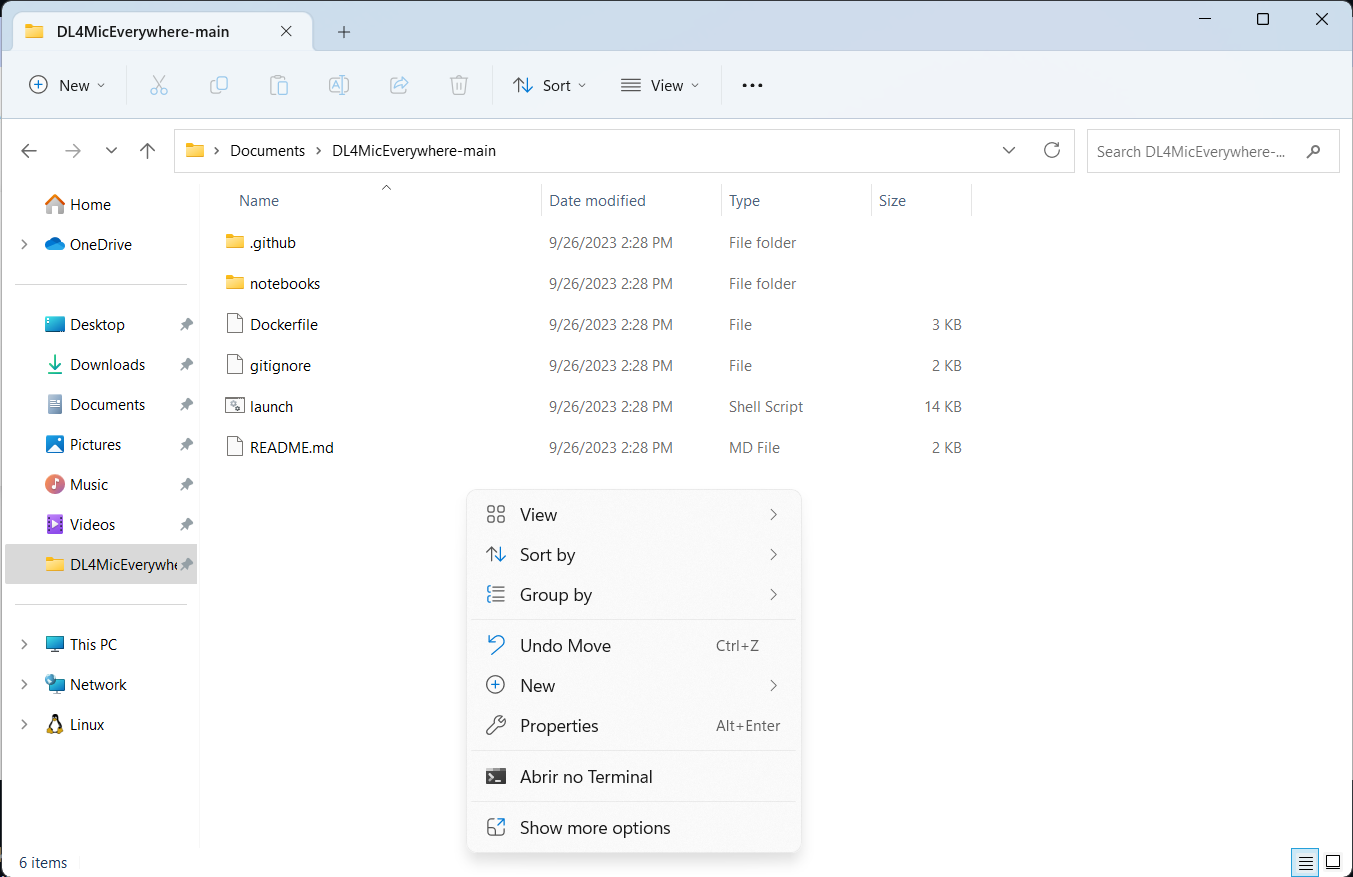 DL4MicEverywhere-main
New
Sort
View
Documents
DL4MicEverywhere-main
Search DL4MicEverywhere-...
Home
OneDrive
Desktop
Downloads
Documents
Pictures
Music
Videos
DL4MicEverywhe
This PC
Network
Linux
Name Date modified Type Size
.github 9/26/2023 2:28 PM File folder
notebooks 9/26/2023 2:28 PM File folder
Dockerfile 9/26/2023 2:28 PM File 3 KB
gitignore 9/26/2023 2:28 PM File 2 KB
launch 9/26/2023 2:28 PM Shell Script 14 KB
README.md 9/26/2023 2:28 PM MD File 2 KB
View
Sort by
Group by
Undo Move Ctrl+Z
New
Properties Alt+Enter
Abrir no Terminal
Show more options
6 items